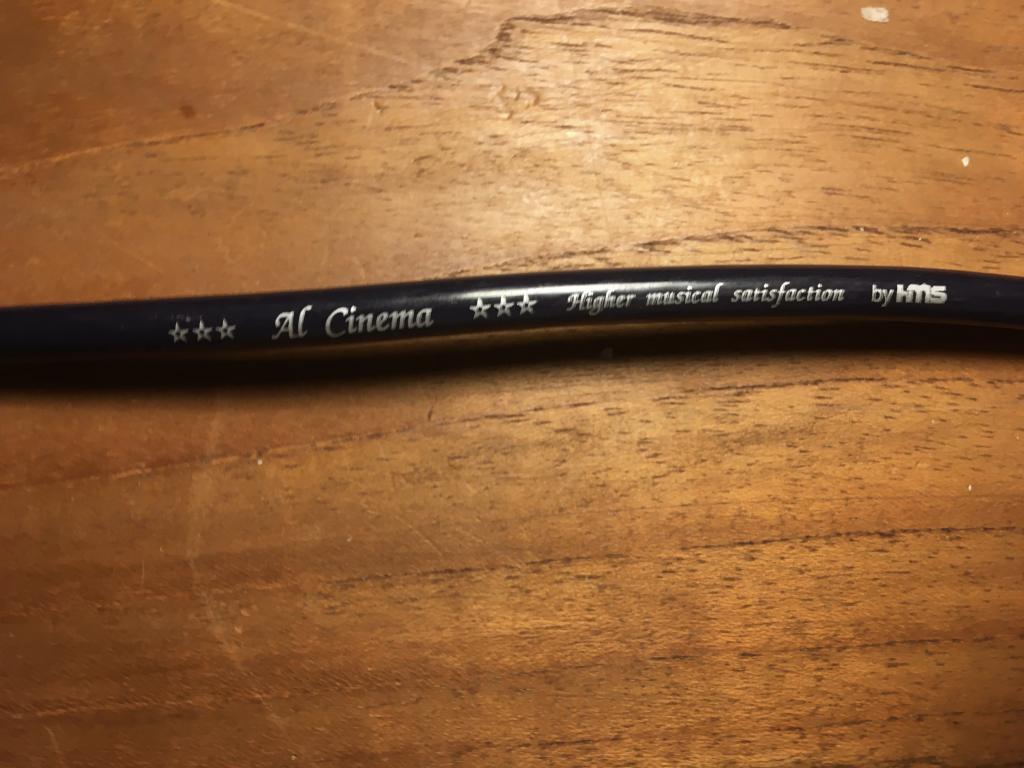 ☆☆☆ Al Cinema ☆☆☆ Higher musical satisfaction by HMS